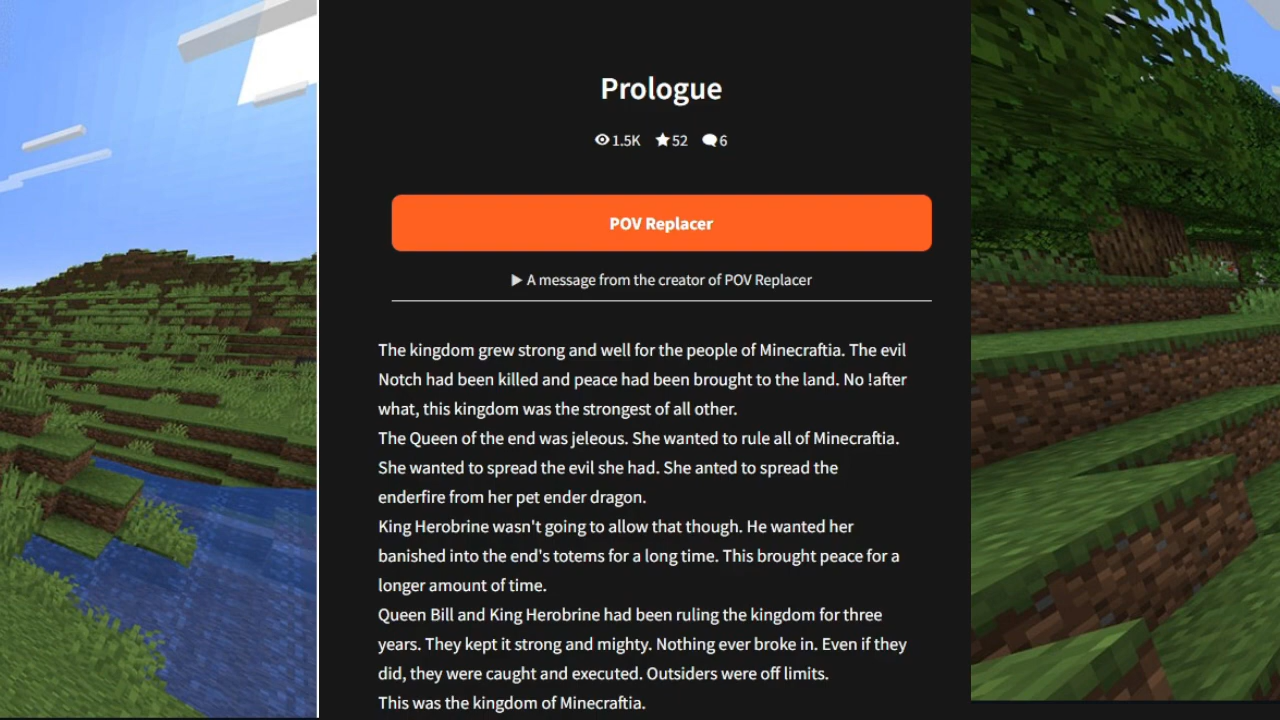 Prologue
1.5K 52 6
POV Replacer
▶ A message from the creator of POV Replacer
The kingdom grew strong and well for the people of Minecraftia. The evil
Notch had been killed and peace had been brought to the land. No !after
what, this kingdom was the strongest of all other.
The Queen of the end was jeleous. She wanted to rule all of Minecraftia.
She wanted to spread the evil she had. She anted to spread the
enderfire from her pet ender dragon.
King Herobrine wasn't going to allow that though. He wanted her
banished into the end's totems for a long time. This brought peace for a
longer amount of time.
Queen Bill and King Herobrine had been ruling the kingdom for three
years. They kept it strong and mighty. Nothing ever broke in. Even if they
did, they were caught and executed. Outsiders were off limits.
This was the kingdom of Minecraftia.